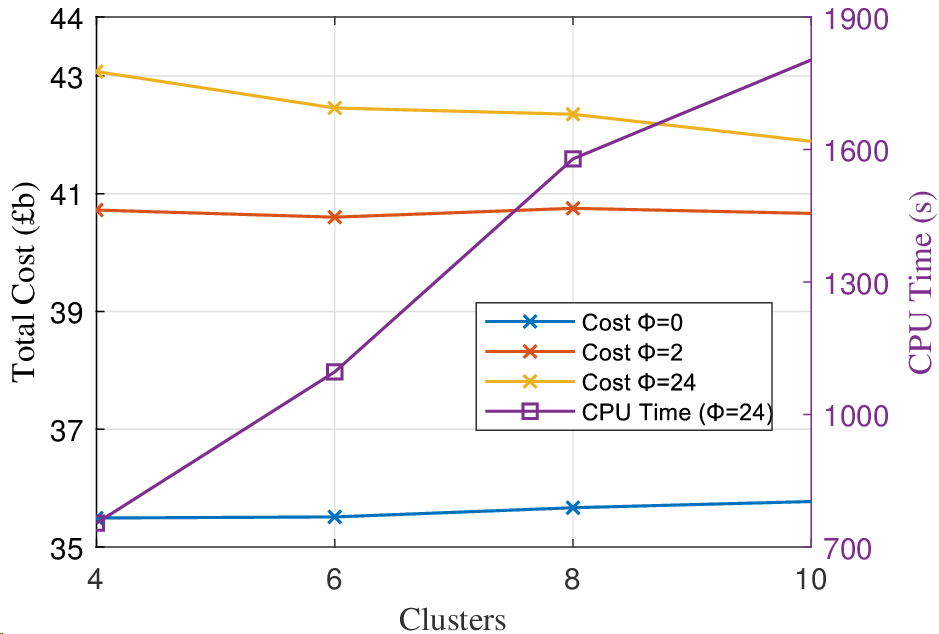 44
43
41
39
37
35
Total Cost (£b)
1900
1600
1300
1000
700
CPU Time (s)
Cost Φ=0
Cost Φ=2
Cost Φ=24
CPU Time (Φ=24)
4
6
8
10
Clusters